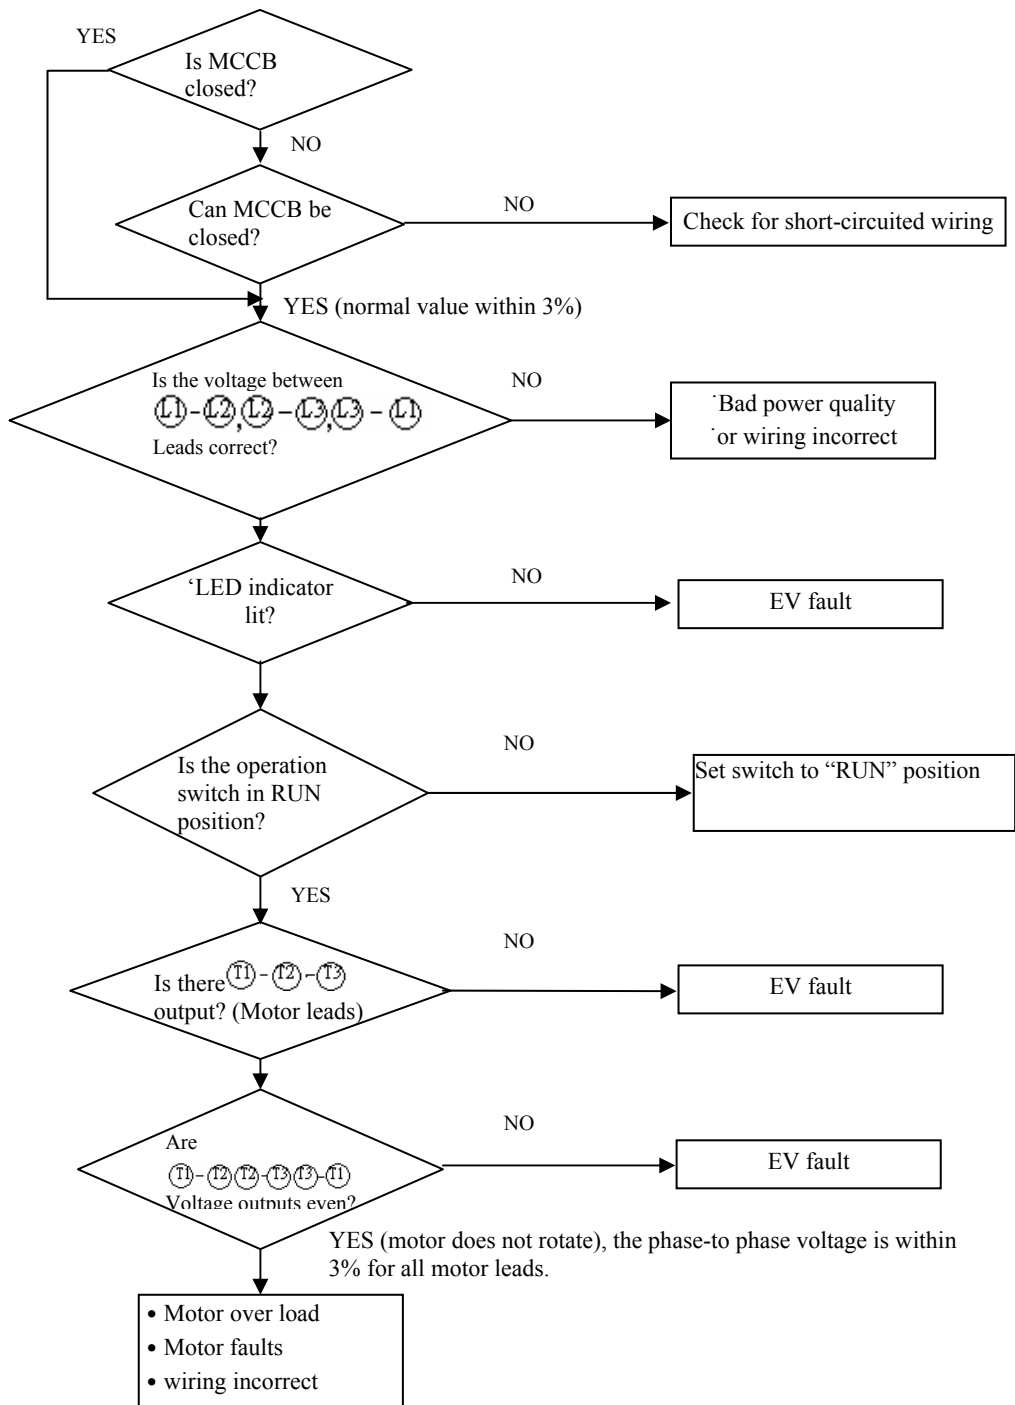 YES
Is MCCB
closed?
NO
Can MCCB be
closed?
NO
Check for short-circuited wiring
YES (normal value within 3%)
Is the voltage between
L1-L2,L2-L3,L3-L1
Leads correct?
NO
˙Bad power quality
˙or wiring incorrect
‘LED indicator
lit?
NO
EV fault
Is the operation
switch in RUN
position?
NO
Set switch to “RUN” position
YES
Is there T1-T2-T3
output? (Motor leads)
NO
EV fault
Are
T1-T2 T2-T3 T3-T1
Voltage outputs even?
NO
EV fault
YES (motor does not rotate), the phase-to phase voltage is within
3% for all motor leads.
• Motor over load
• Motor faults
• wiring incorrect